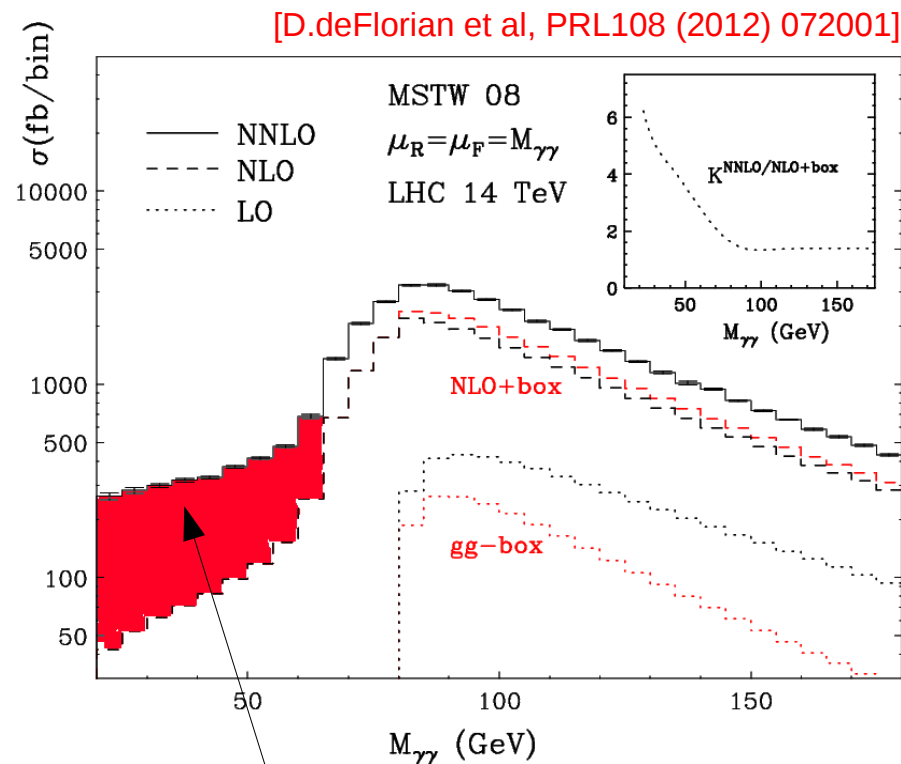 [D.deFlorian et al, PRL108 (2012) 072001]
σ(fb/bin)
NNLO
NLO
LO
MSTW 08
μR=μF=Mγγ
LHC 14 TeV
KNNLO/NLO+box
6
4
2
0
50
100
150
Mγγ (GeV)
10000
5000
1000
500
100
50
NLO+box
gg−box
50
100
150
Mγγ (GeV)